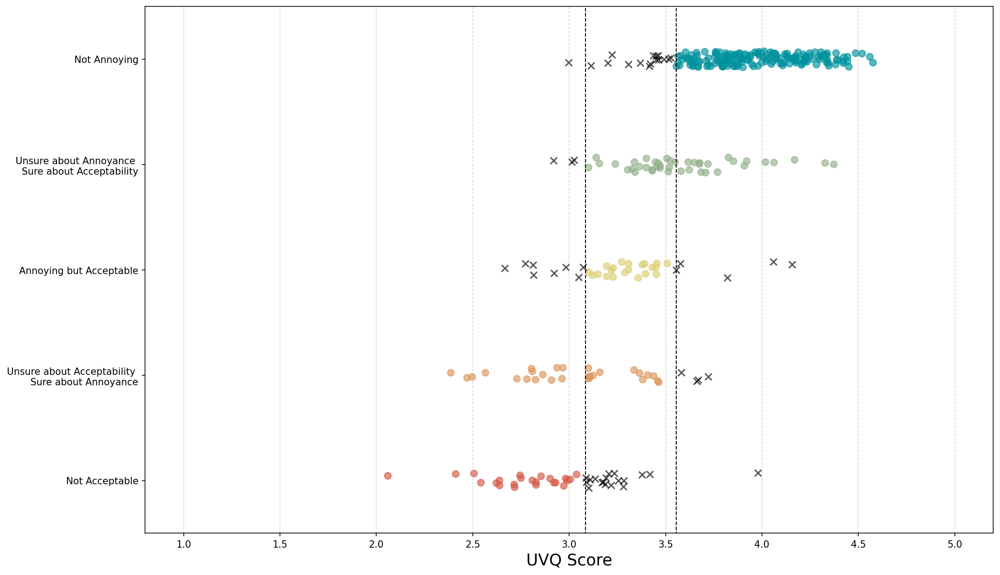 Not Annoying
Unsure about Annoyance
Sure about Acceptability
Annoying but Acceptable
Unsure about Acceptability
Sure about Annoyance
Not Acceptable
1.0 1.5 2.0 2.5 3.0 3.5 4.0 4.5 5.0
UVQ Score